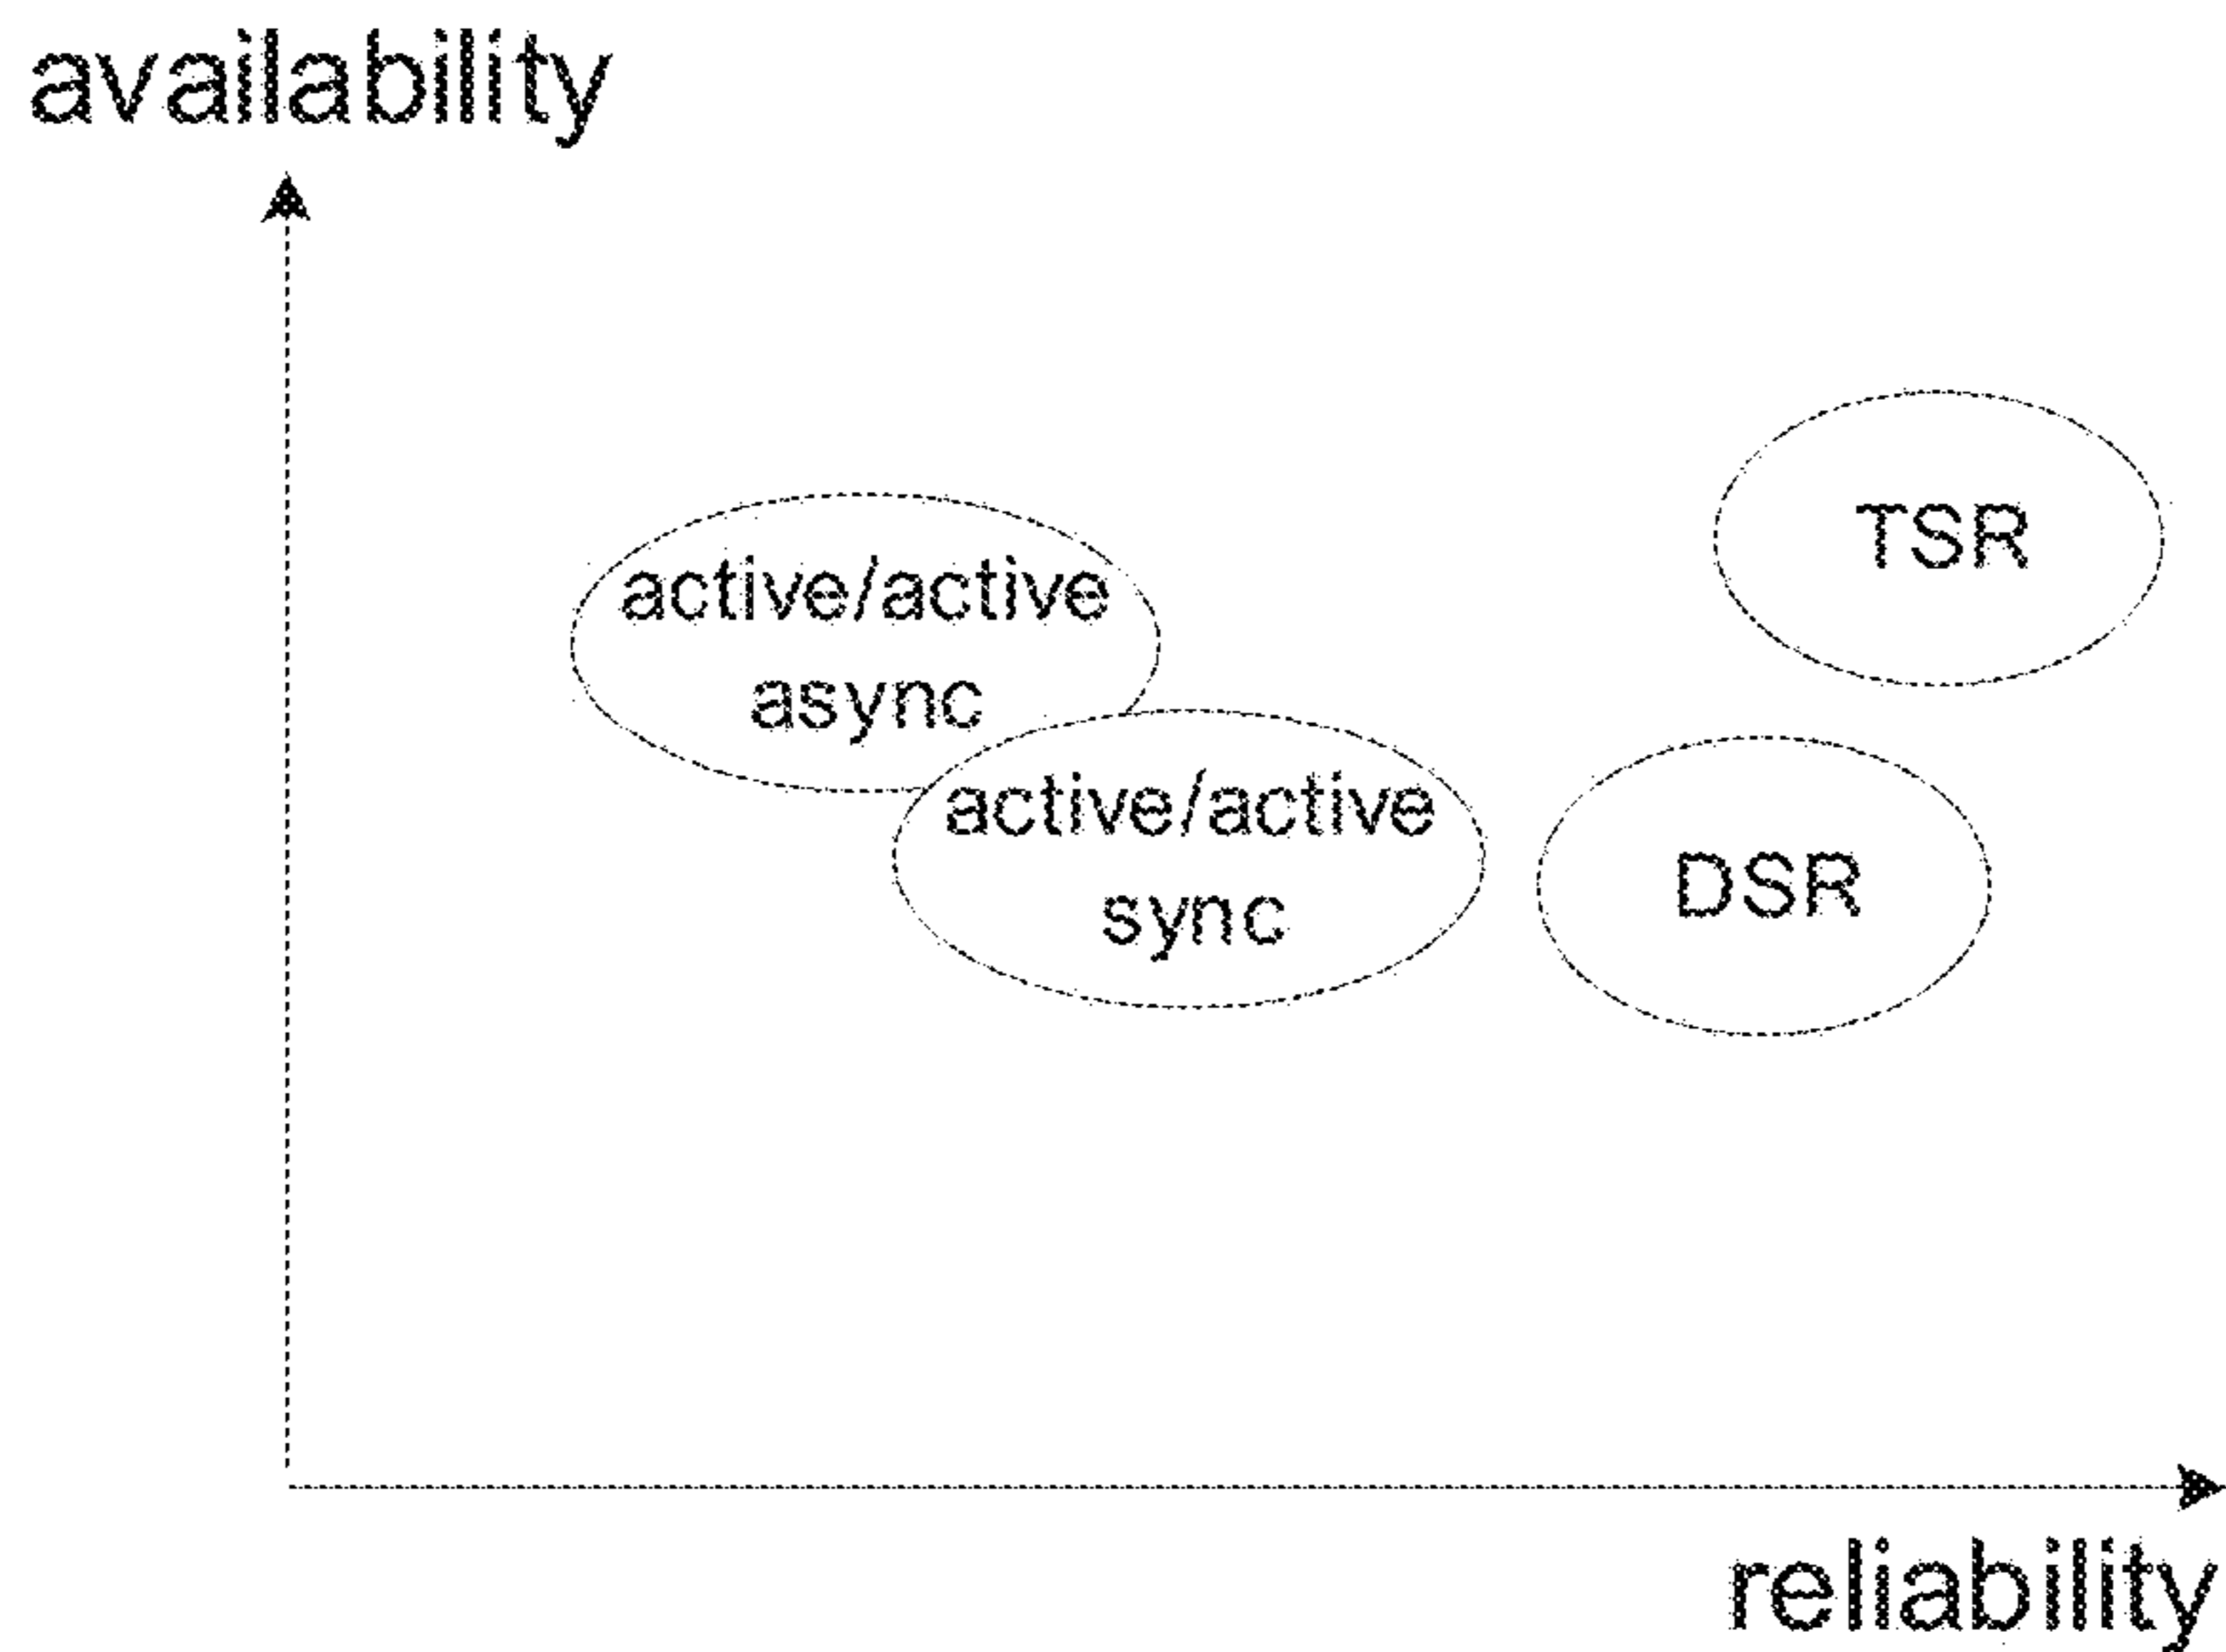 availability
TSR
active/active
async
active/active
sync
DSR
reliability